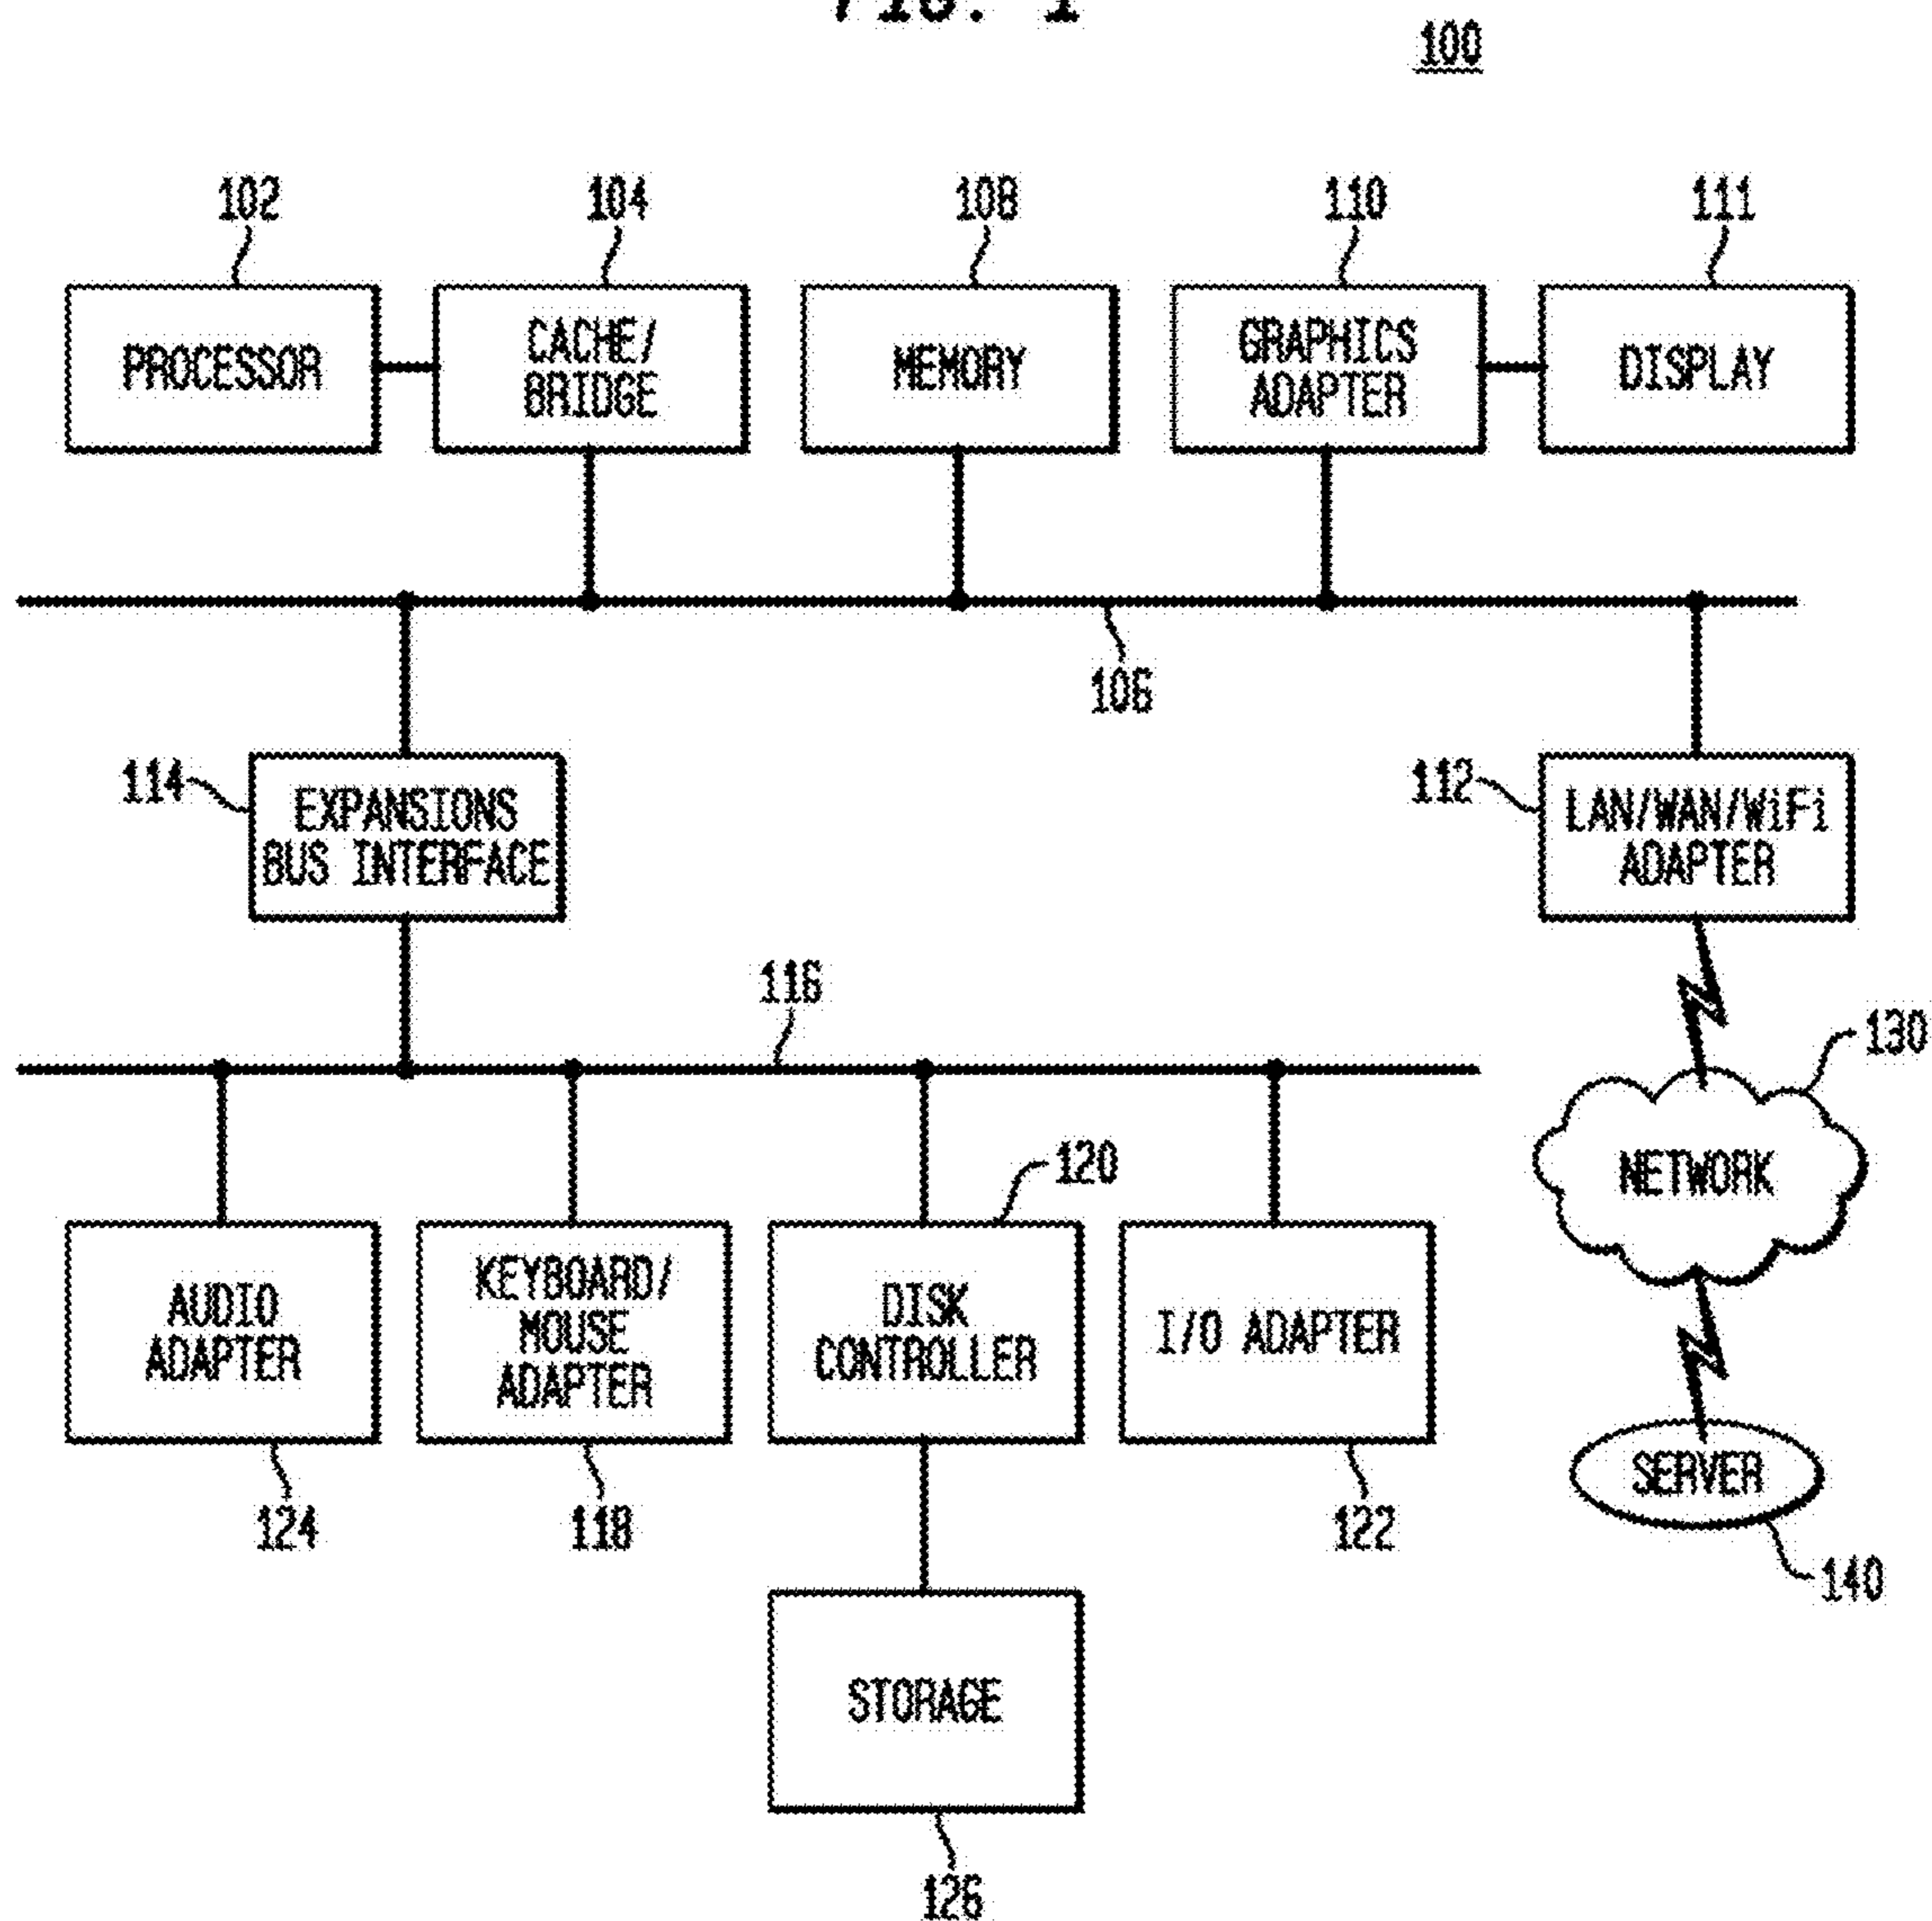 FIG. 1
100
102
104
108
110
111
PROCESSOR
CACHE/
BRIDGE
MEMORY
GRAPHICS
ADAPTER
DISPLAY
106
114
EXPANSIONS
BUS INTERFACE
112
LAN/WAN/WiFi
ADAPTER
116
130
NETWORK
120
AUDIO
ADAPTER
KEYBOARD/
MOUSE
ADAPTER
DISK
CONTROLLER
I/O ADAPTER
SERVER
124
118
122
140
STORAGE
126